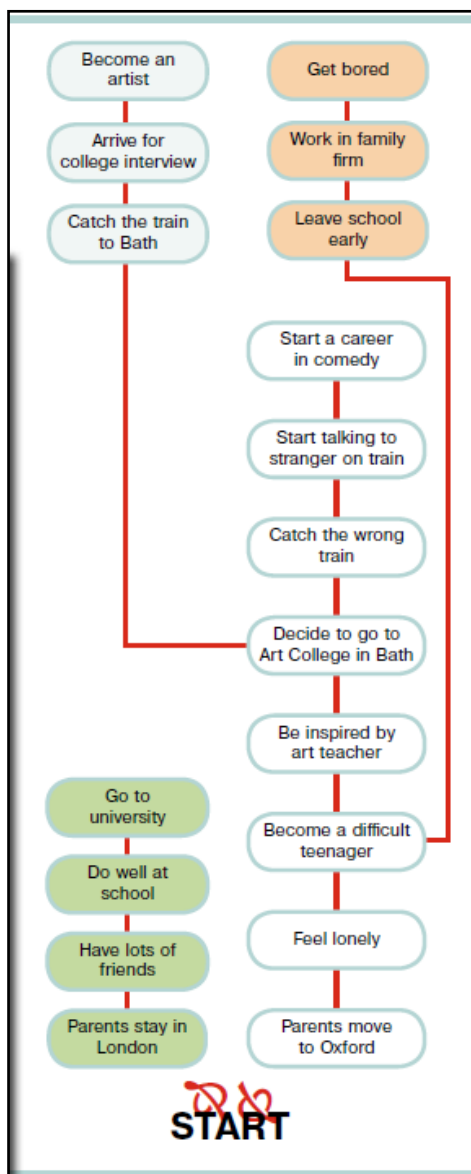 Become an
artist
Arrive for
college interview
Catch the train
to Bath
Get bored
Work in family
firm
Leave school
early
Start a career
in comedy
Start talking to
stranger on train
Catch the wrong
train
Decide to go to
Art College in Bath
Be inspired by
art teacher
Become a difficult
teenager
Feel lonely
Parents move
to Oxford
Go to
university
Do well at
school
Have lots of
friends
Parents stay in
London
START